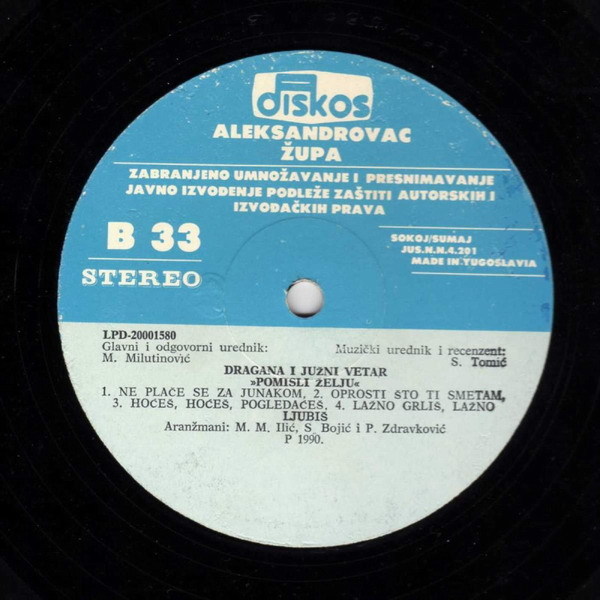 diskos
ALEKSANDROVAC
ŽUPA
ZABRANJENO UMNOŽAVANJE I PRESNIMAVANJE
JAVNO IZVOĐENJE PODLEŽE ZAŠTITI AUTORSKIH I
IZVOĐAČKIH PRAVA
B 33
STEREO
SOKOJ/SUMAJ
JUS.N.N.4.201
MADE IN YUGOSLAVIA
LPD-20001580
Glavni i odgovorni urednik:
M. Milutinović
Muzički urednik i recenzent:
S. Tomić
DRAGANA I JUŽNI VETAR
»POMISLI ŽELJU«
1. NE PLAČE SE ZA JUNAKOM, 2. OPROSTI ŠTO TI SMETAM,
3. HOĆEŠ, HOĆEŠ, POGLEDAĆEŠ, 4. LAŽNO GRLIŠ, LAŽNO
LJUBIŠ
Aranžmani: M. M. Ilić, S. Bojić i P. Zdravković
P 1990.